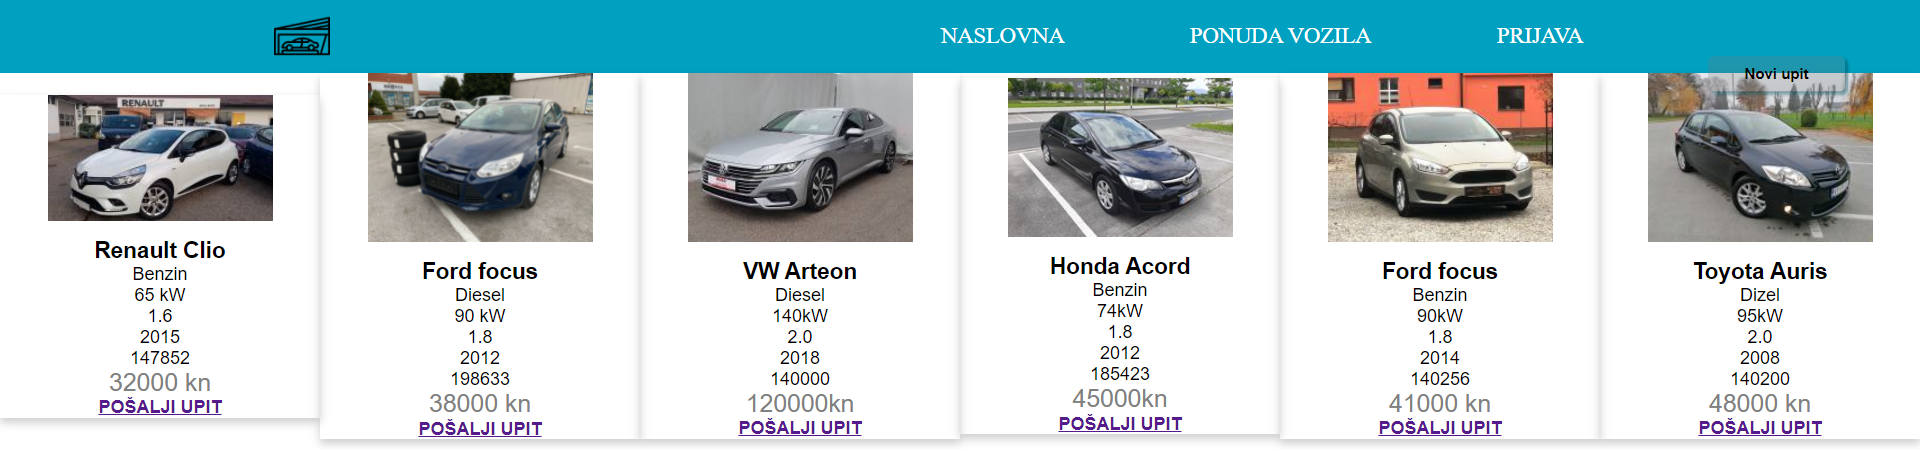 NASLOVNA
PONUDA VOZILA
PRIJAVA
Novi upit
RENAULT
Renault Clio
Benzin
65 kW
1.6
2015
147852
32000 kn
POŠALJI UPIT
Ford focus
Diesel
90 kW
1.8
2012
198633
38000 kn
POŠALJI UPIT
VW Arteon
Diesel
140kW
2.0
2018
140000
120000kn
POŠALJI UPIT
Honda Acord
Benzin
74kW
1.8
2012
185423
45000kn
POŠALJI UPIT
Ford focus
Benzin
90kW
1.8
2014
140256
41000 kn
POŠALJI UPIT
Toyota Auris
Dizel
95kW
2.0
2008
140200
48000 kn
POŠALJI UPIT